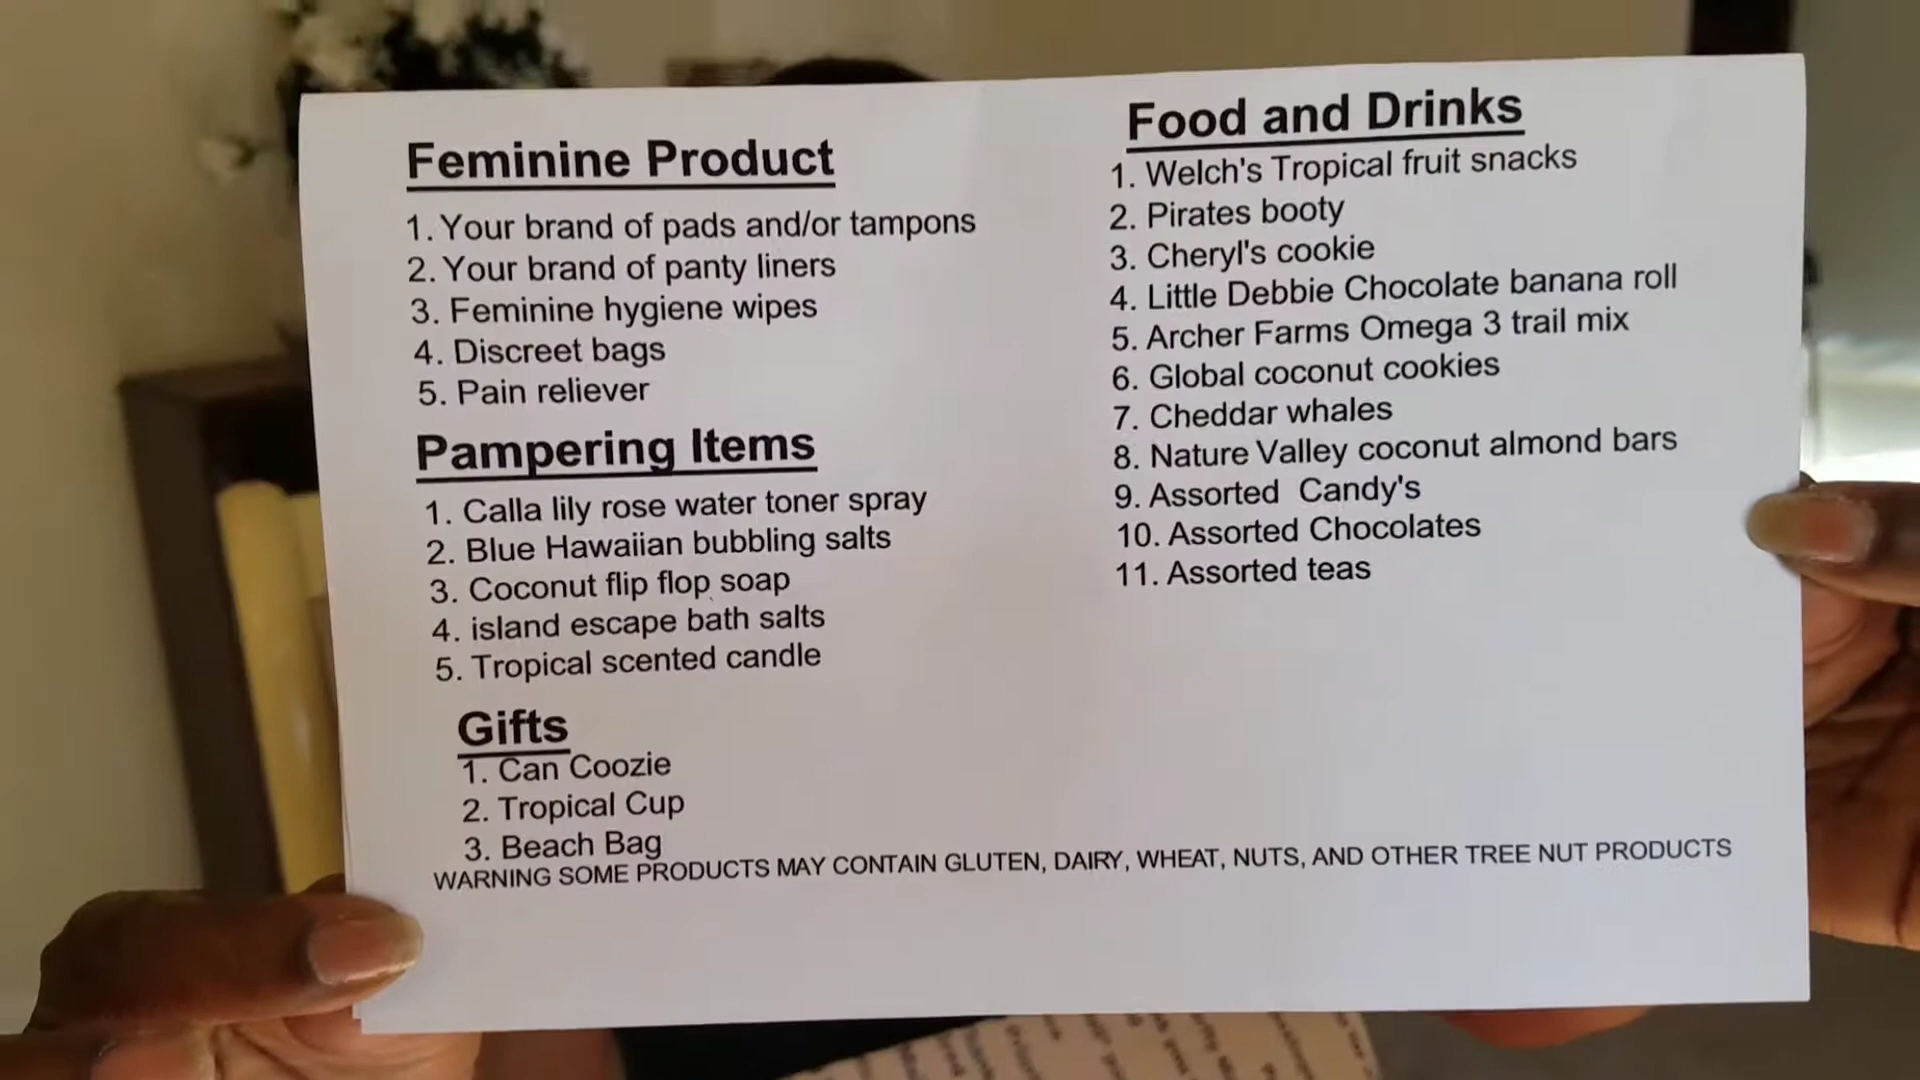 Feminine Product
1. Your brand of pads and/or tampons
2. Your brand of panty liners
3. Feminine hygiene wipes
4. Discreet bags
5. Pain reliever
Pampering Items
1. Calla lily rose water toner spray
2. Blue Hawaiian bubbling salts
3. Coconut flip flop soap
4. island escape bath salts
5. Tropical scented candle
Gifts
1. Can Coozie
2. Tropical Cup
3. Beach Bag
Food and Drinks
1. Welch's Tropical fruit snacks
2. Pirates booty
3. Cheryl's cookie
4. Little Debbie Chocolate banana roll
5. Archer Farms Omega 3 trail mix
6. Global coconut cookies
7. Cheddar whales
8. Nature Valley coconut almond bars
9. Assorted Candy's
10. Assorted Chocolates
11. Assorted teas
WARNING SOME PRODUCTS MAY CONTAIN GLUTEN, DAIRY, WHEAT, NUTS, AND OTHER TREE NUT PRODUCTS